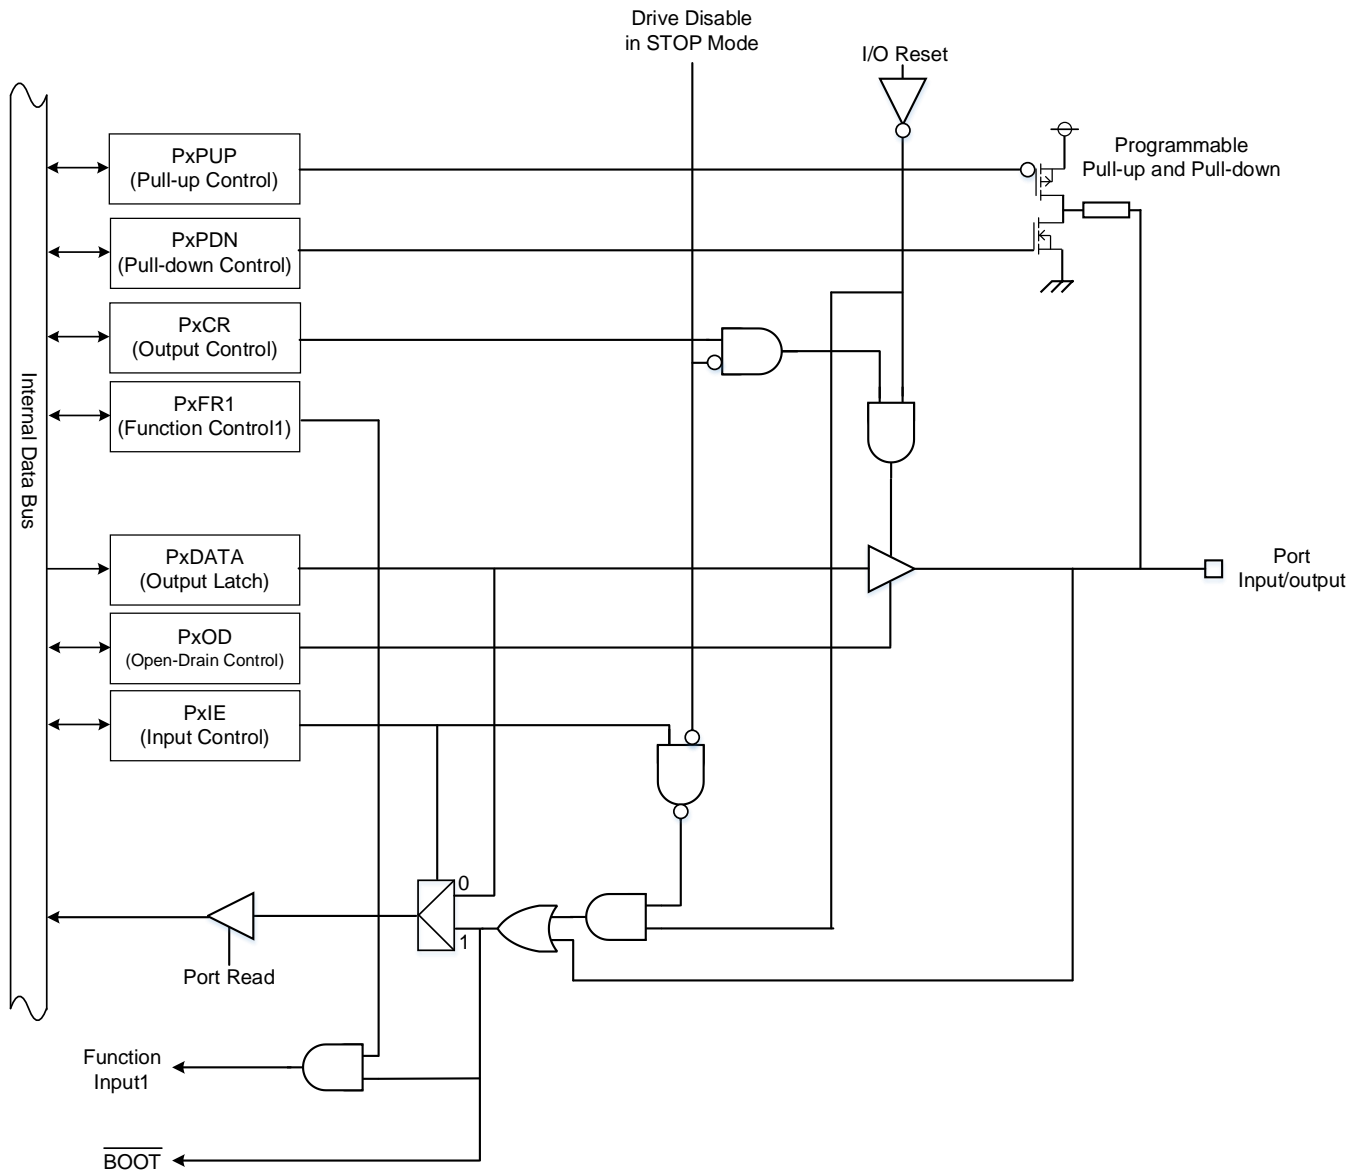 Drive Disable
in STOP Mode
I/O Reset
Programmable
Pull-up and Pull-down
PxPUP
(Pull-up Control)
PxPDN
(Pull-down Control)
PxCR
(Output Control)
PxFR1
(Function Control1)
Internal Data Bus
PxDATA
(Output Latch)
Port
Input/output
PxOD
(Open-Drain Control)
PxIE
(Input Control)
0
1
Port Read
Function
Input1
BOOT